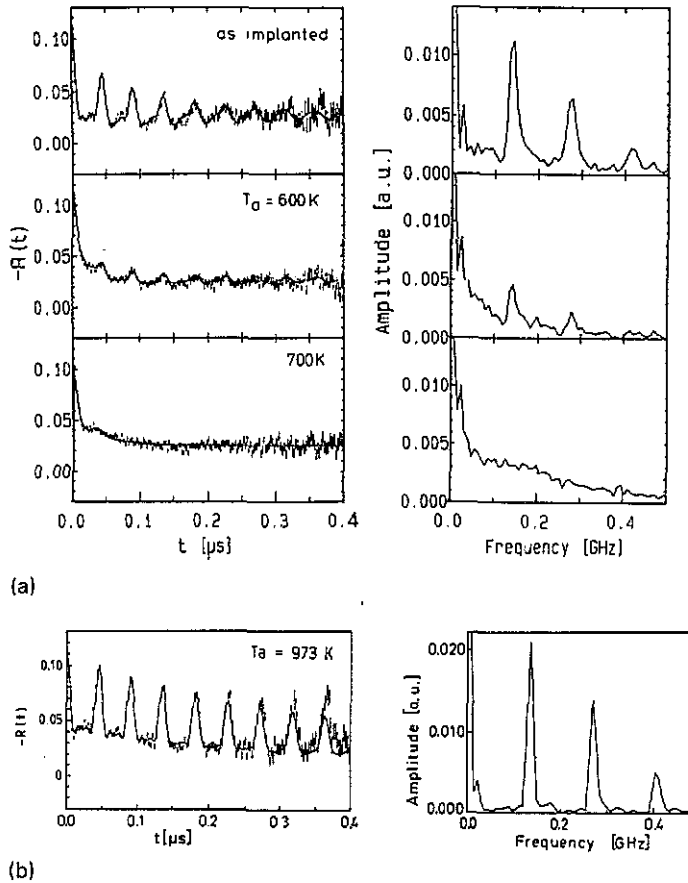 as implanted
0.10
0.05
0.00
-R(t)
Ta = 600K
0.10
0.05
0.00
700K
0.10
0.05
0.00
0.0 0.1 0.2 0.3 0.4
t [µs]
0.010
0.005
0.000
Amplitude [a.u.]
0.010
0.005
0.000
0.010
0.005
0.000
0.0 0.2 0.4
Frequency [GHz]
(a)
Ta = 973 K
-R(t)
0.10
0.05
0
0.0 0.1 0.2 0.3 0.4
t[µs]
0.020
0.010
0.000
Amplitude [a.u.]
0.0 0.2 0.4
Frequency [GHz]
(b)